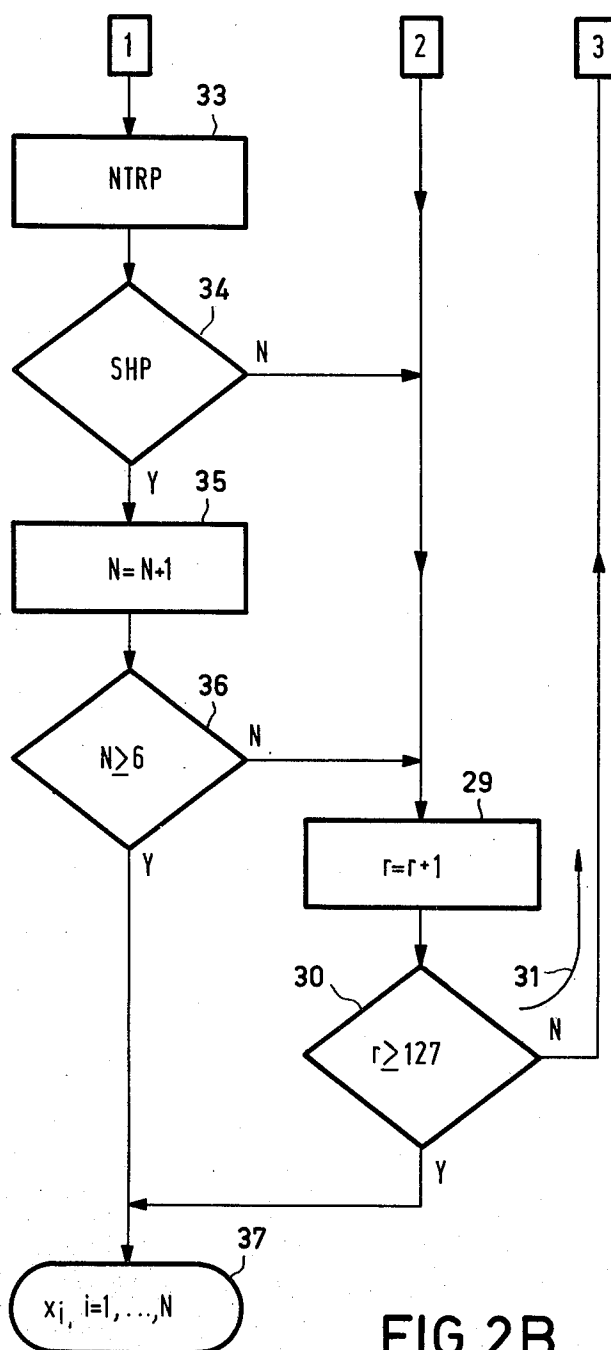 1
2
3
33
NTRP
34
SHP
N
Y
35
N=N+1
36
N≥6
N
Y
29
r=r+1
30
31
r≥127
N
Y
37
xi, i=1,...,N
FIG.2B